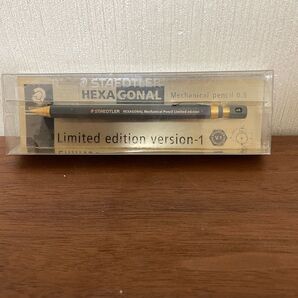 STAEDTLER
HEXAGONAL Mechanical pencil 0.5
STAEDTLER HEXAGONAL Mechanical Pencil Limited edition
Limited edition version-1